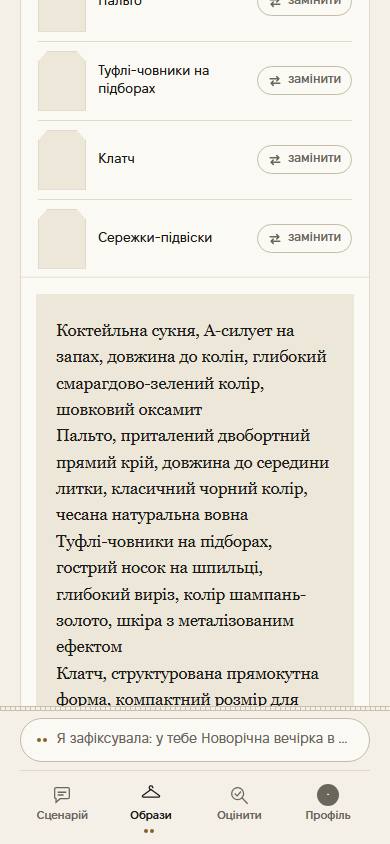 Пальто
замінити
Туфлі-човники на
підборах
замінити
Клатч
замінити
Сережки-підвіски
замінити
Коктейльна сукня, А-силует на
запах, довжина до колін, глибокий
смарагдово-зелений колір,
шовковий оксамит
Пальто, приталений двобортний
прямий крій, довжина до середини
литки, класичний чорний колір,
чесана натуральна вовна
Туфлі-човники на підборах,
гострий носок на шпильці,
глибокий виріз, колір шампань-
золото, шкіра з металізованим
ефектом
Клатч, структурована прямокутна
форма, компактний розмір для
Я зафіксувала: у тебе Новорічна вечірка в ...
Сценарій
Образи
Оцінити
Профіль